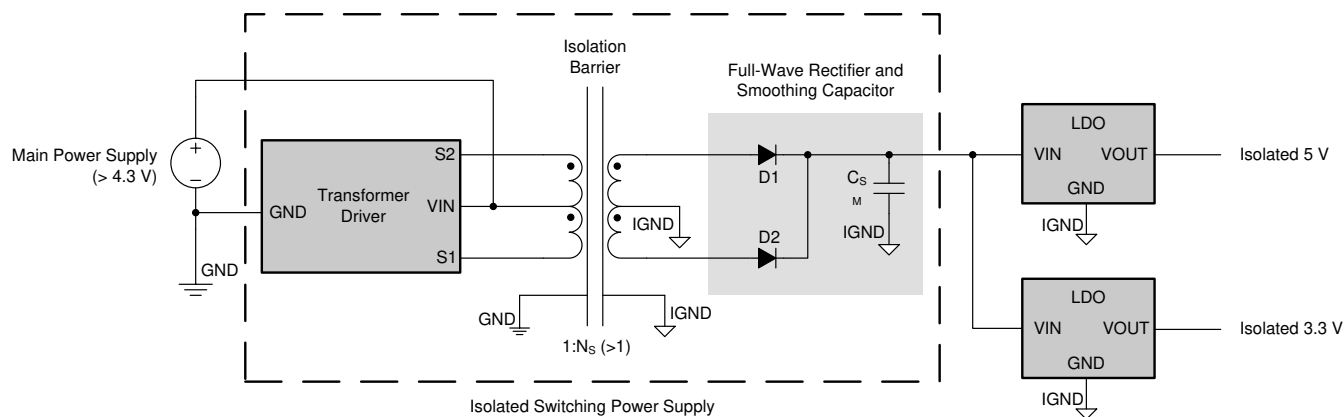 Isolation
Barrier
Full-Wave Rectifier and
Smoothing Capacitor
Main Power Supply
(> 4.3 V)
+
−
GND
GND
Transformer
Driver
S2
VIN
S1
IGND
D1
D2
CS
M
IGND
GND
IGND
1:NS (>1)
Isolated Switching Power Supply
LDO
VIN
VOUT
GND
IGND
Isolated 5 V
LDO
VIN
VOUT
GND
IGND
Isolated 3.3 V